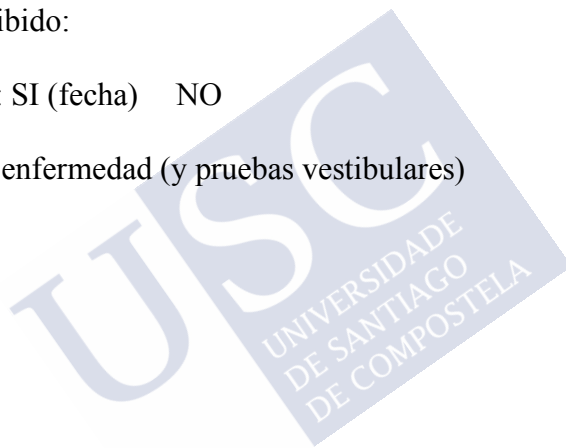 ibido:
: SI (fecha) NO
enfermedad (y pruebas vestibulares)
USC
UNIVERSIDADE
DE SANTIAGO
DE COMPOSTELA